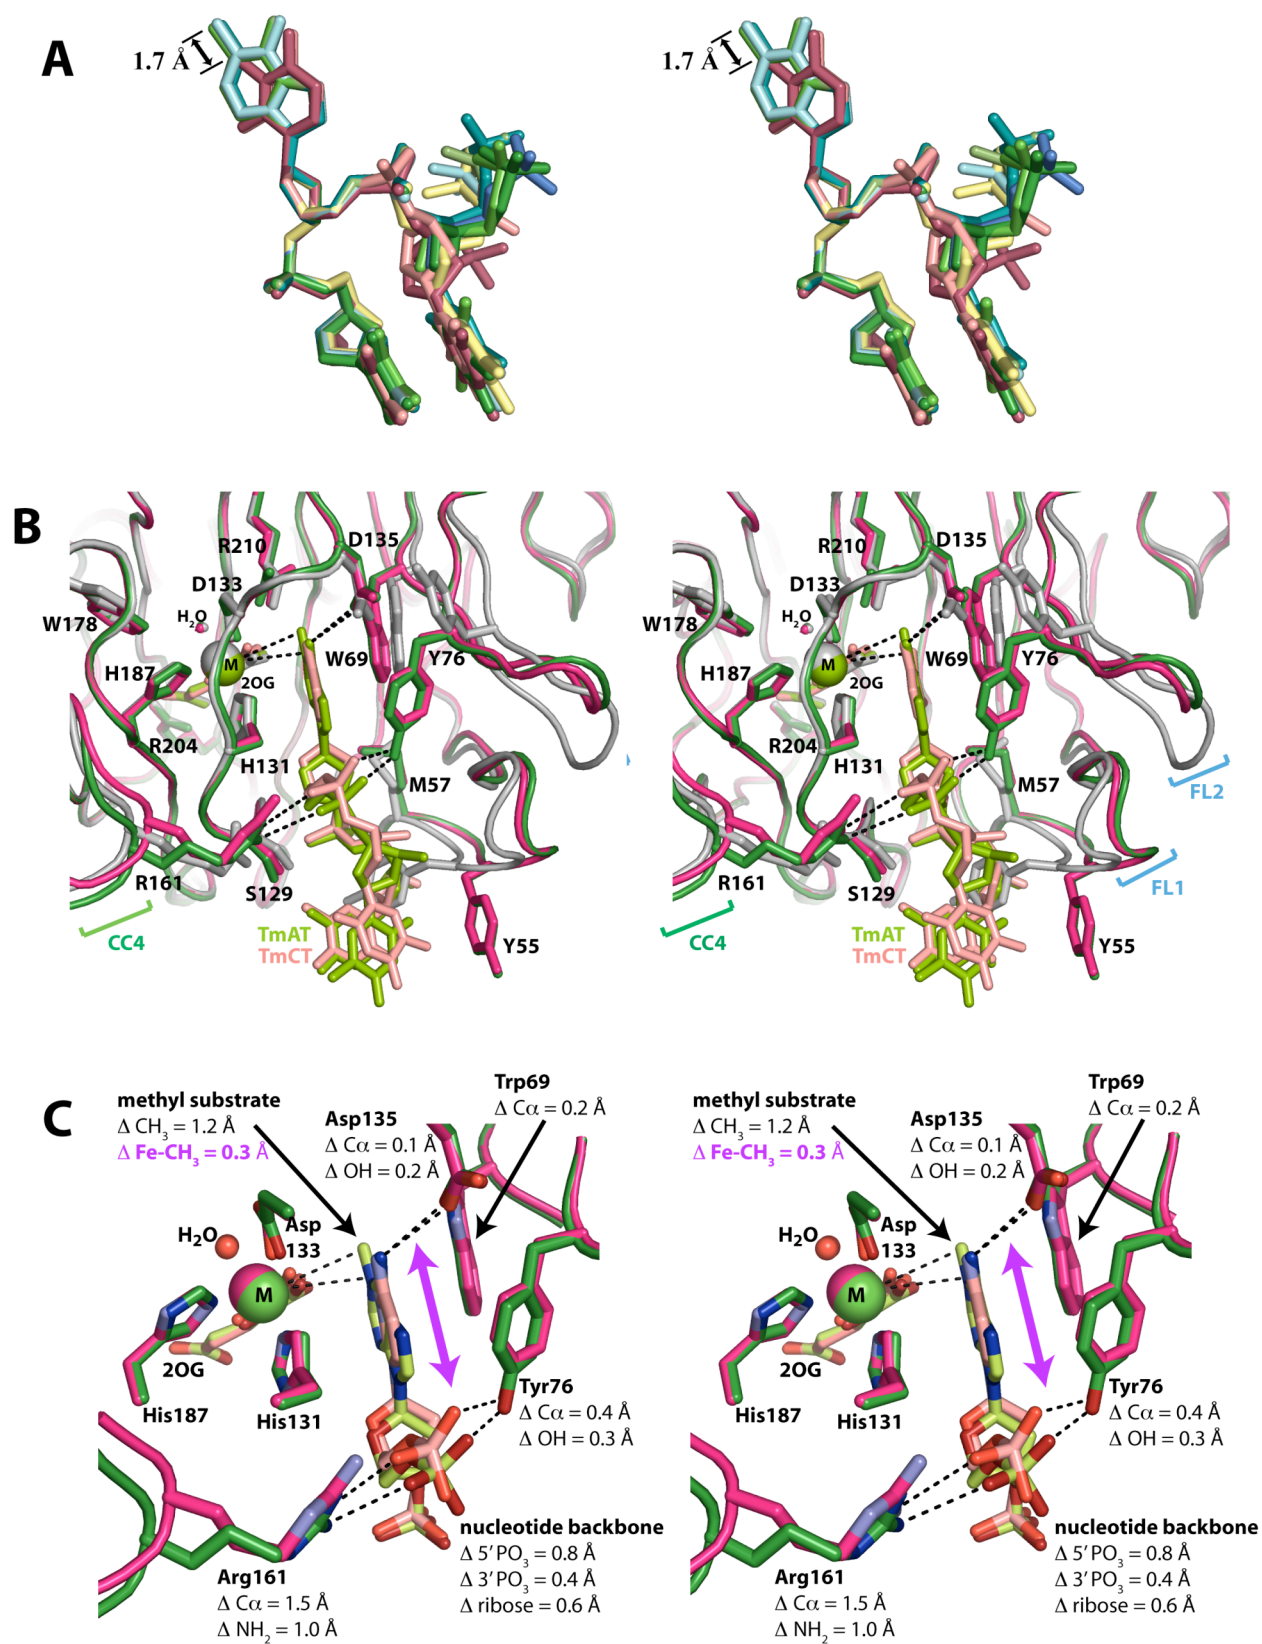 A
1.7 Å
1.7 Å
B
R210
D135
D133
H₂O
W178
M
W69
Y76
H187
2OG
R204
H131
M57
R161
S129
CC4
TmAT
TmCT
Y55
R210
D135
D133
H₂O
W178
M
W69
Y76
H187
2OG
R204
H131
M57
FL2
R161
S129
FL1
CC4
TmAT
TmCT
Y55
C
methyl substrate
Δ CH₃ = 1.2 Å
Δ Fe-CH₃ = 0.3 Å
Asp135
Δ Cα = 0.1 Å
Δ OH = 0.2 Å
Trp69
Δ Cα = 0.2 Å
H₂O
Asp
133
M
2OG
His187
His131
Tyr76
Δ Cα = 0.4 Å
Δ OH = 0.3 Å
Arg161
Δ Cα = 1.5 Å
Δ NH₂ = 1.0 Å
nucleotide backbone
Δ 5′ PO₃ = 0.8 Å
Δ 3′ PO₃ = 0.4 Å
Δ ribose = 0.6 Å
methyl substrate
Δ CH₃ = 1.2 Å
Δ Fe-CH₃ = 0.3 Å
Asp135
Δ Cα = 0.1 Å
Δ OH = 0.2 Å
Trp69
Δ Cα = 0.2 Å
H₂O
Asp
133
M
2OG
His187
His131
Tyr76
Δ Cα = 0.4 Å
Δ OH = 0.3 Å
Arg161
Δ Cα = 1.5 Å
Δ NH₂ = 1.0 Å
nucleotide backbone
Δ 5′ PO₃ = 0.8 Å
Δ 3′ PO₃ = 0.4 Å
Δ ribose = 0.6 Å